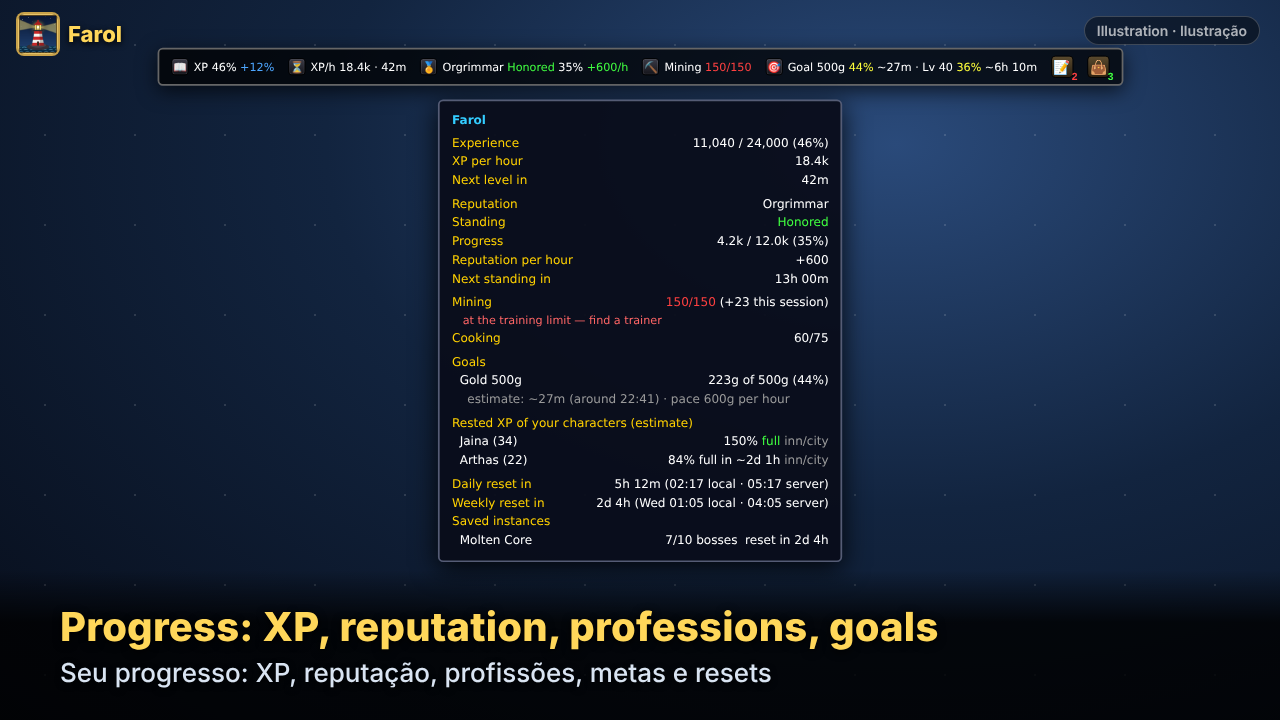 Farol
Illustration · Ilustração
XP 46% +12% XP/h 18.4k · 42m Orgrimmar Honored 35% +600/h Mining 150/150 Goal 500g 44% ~27m · Lv 40 36% ~6h 10m 2 3
Farol
Experience 11,040 / 24,000 (46%)
XP per hour 18.4k
Next level in 42m
Reputation Orgrimmar
Standing Honored
Progress 4.2k / 12.0k (35%)
Reputation per hour +600
Next standing in 13h 00m
Mining 150/150 (+23 this session)
at the training limit — find a trainer
Cooking 60/75
Goals
Gold 500g 223g of 500g (44%)
estimate: ~27m (around 22:41) · pace 600g per hour
Rested XP of your characters (estimate)
Jaina (34) 150% full inn/city
Arthas (22) 84% full in ~2d 1h inn/city
Daily reset in 5h 12m (02:17 local · 05:17 server)
Weekly reset in 2d 4h (Wed 01:05 local · 04:05 server)
Saved instances
Molten Core 7/10 bosses reset in 2d 4h
Progress: XP, reputation, professions, goals
Seu progresso: XP, reputação, profissões, metas e resets